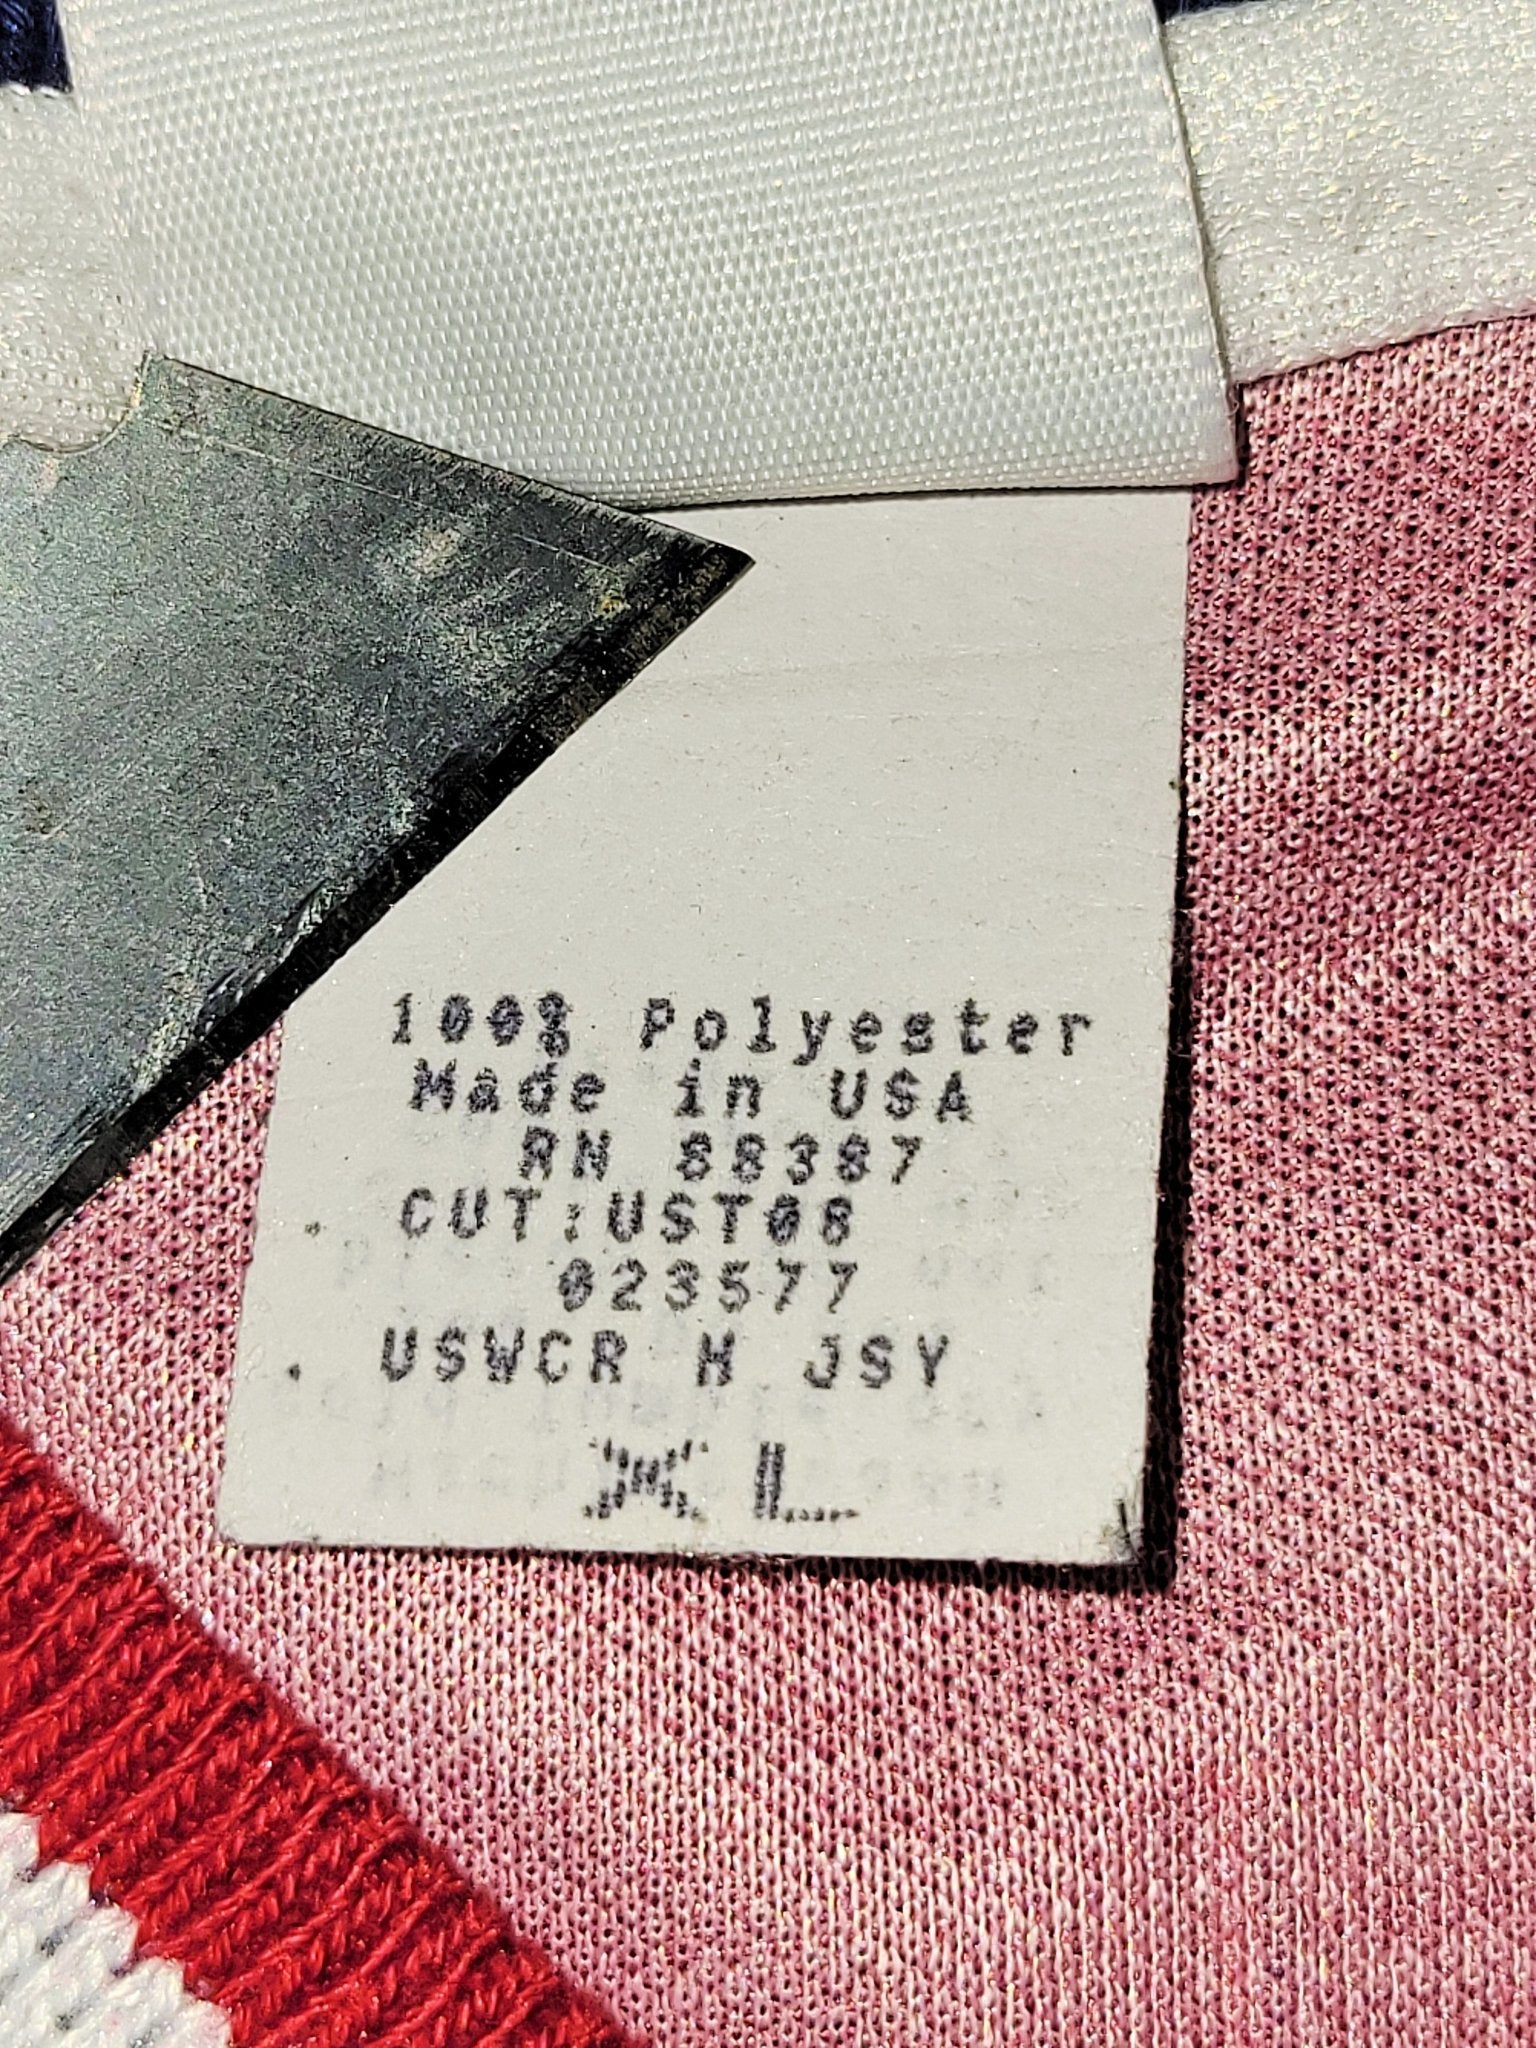 100% Polyester
Made in USA
RN 88387
CUT:UST08
023577
USWCR H JSY
XL